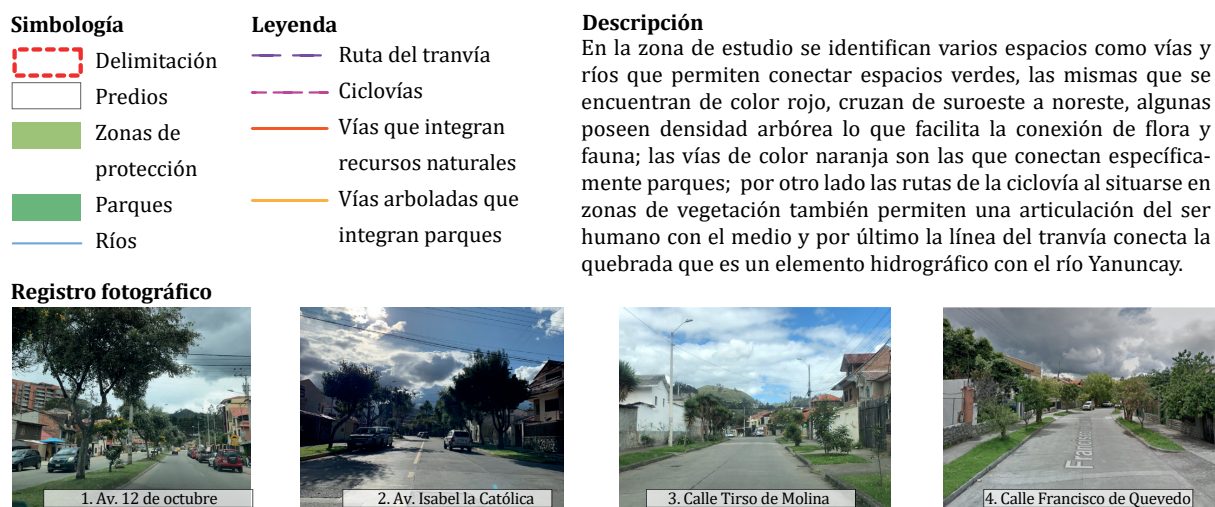 Simbología
Delimitación
Predios
Zonas de
protección
Parques
Ríos
Leyenda
Ruta del tranvía
Ciclovías
Vías que integran
recursos naturales
Vías arboladas que
integran parques
Descripción
En la zona de estudio se identifican varios espacios como vías y
ríos que permiten conectar espacios verdes, las mismas que se
encuentran de color rojo, cruzan de suroeste a noreste, algunas
poseen densidad arbórea lo que facilita la conexión de flora y
fauna; las vías de color naranja son las que conectan específica-
mente parques; por otro lado las rutas de la ciclovía al situarse en
zonas de vegetación también permiten una articulación del ser
humano con el medio y por último la línea del tranvía conecta la
quebrada que es un elemento hidrográfico con el río Yanuncay.
Registro fotográfico
1. Av. 12 de octubre
2. Av. Isabel la Católica
3. Calle Tirso de Molina
4. Calle Francisco de Quevedo